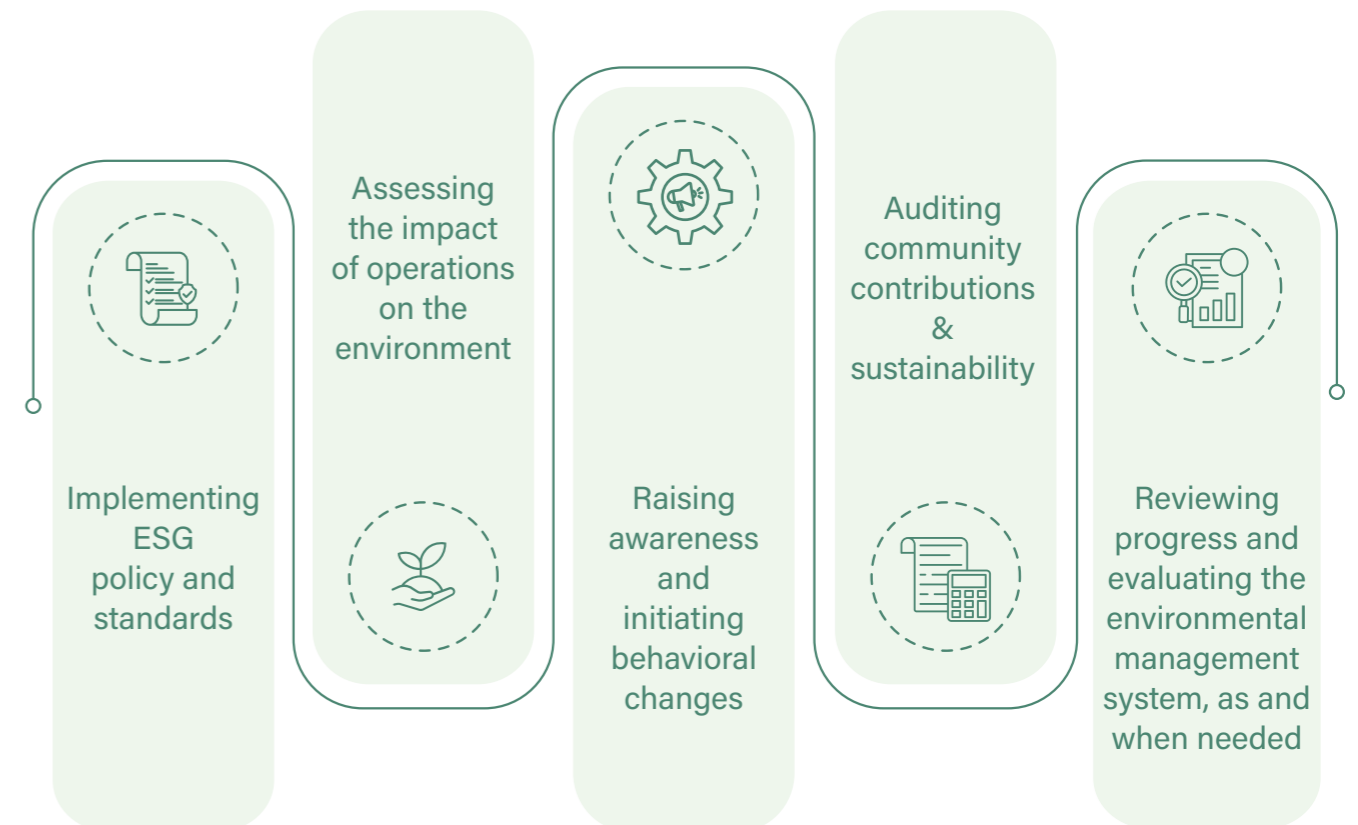 Implementing
ESG
policy and
standards
Assessing
the impact
of operations
on the
environment
Raising
awareness
and
initiating
behavioral
changes
Auditing
community
contributions
&
sustainability
Reviewing
progress and
evaluating the
environmental
management
system, as and
when needed